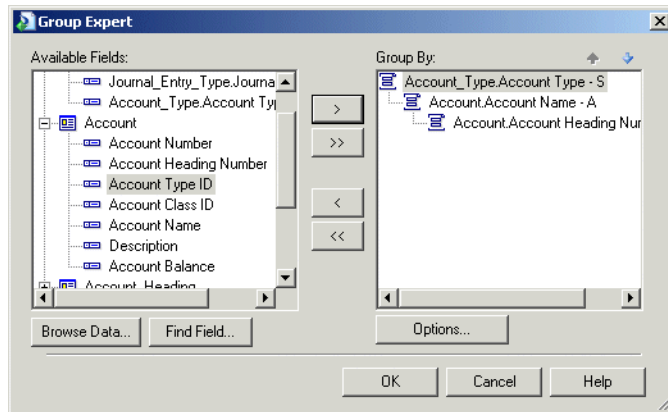 Group Expert
Available Fields:
Group By:
Journal_Entry_Type.Journa
Account_Type.Account Ty
Account
Account Number
Account Heading Number
Account Type ID
Account Class ID
Account Name
Description
Account Balance
Account_Heading
>
>>
<
<<
Account_Type.Account Type - S
Account.Account Name - A
Account.Account Heading Nur
Browse Data...
Find Field...
Options...
OK
Cancel
Help